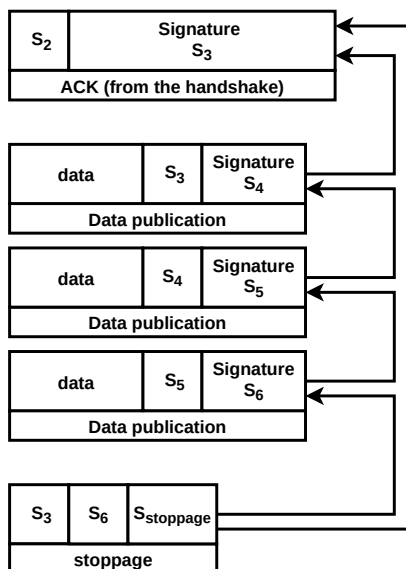 S2 Signature
S3
ACK (from the handshake)
data S3 Signature
S4
Data publication
data S4 Signature
S5
Data publication
data S5 Signature
S6
Data publication
S3 S6 Sstoppage
stoppage